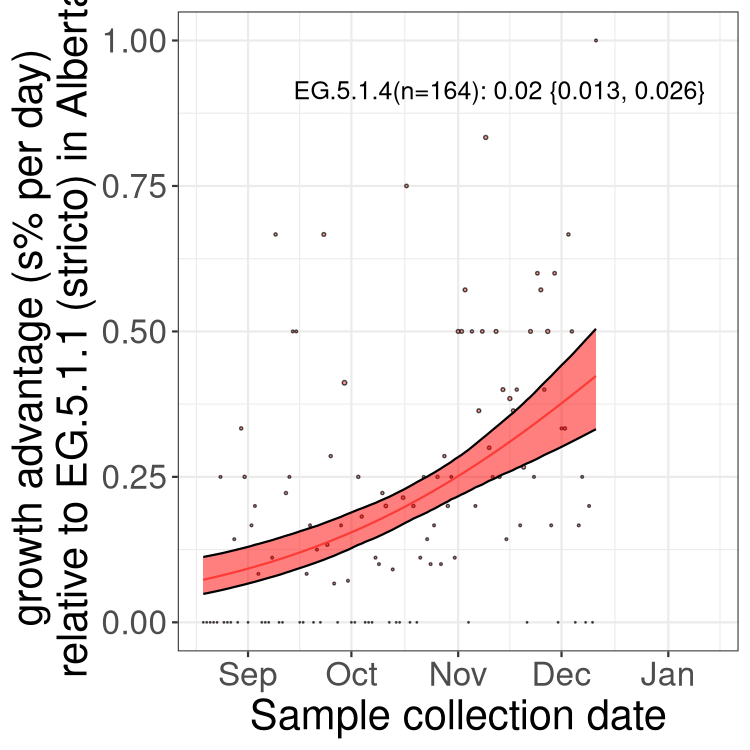 growth advantage (s% per day)
relative to EG.5.1.1 (stricto) in Alberta
1.00
0.75
0.50
0.25
0.00
EG.5.1.4(n=164): 0.02 {0.013, 0.026}
Sep Oct Nov Dec Jan
Sample collection date